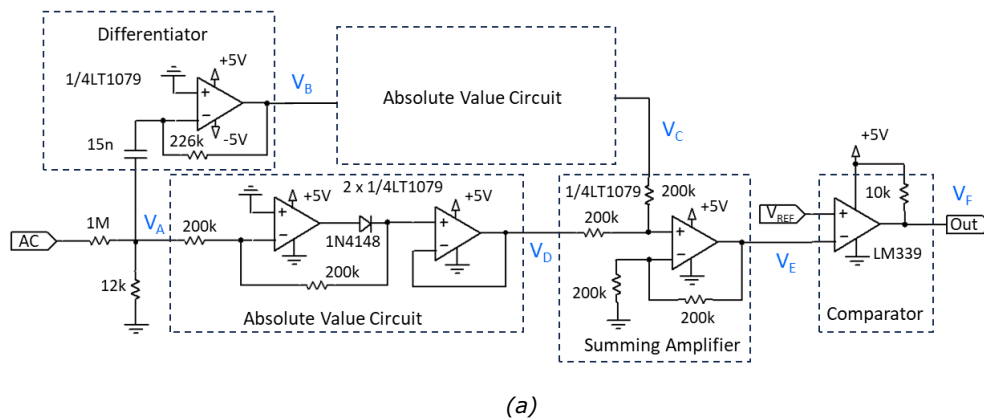 Differentiator
+5V
1/4LT1079
+
−
-5V
226k
15n
V_B
Absolute Value Circuit
V_C
AC
1M
V_A
12k
200k
+5V
2 x 1/4LT1079
+
−
1N4148
200k
+5V
+
−
V_D
Absolute Value Circuit
1/4LT1079
200k
200k
+5V
+
−
200k
200k
V_E
Summing Amplifier
+5V
10k
V_REF
+
−
LM339
V_F
Out
Comparator
(a)